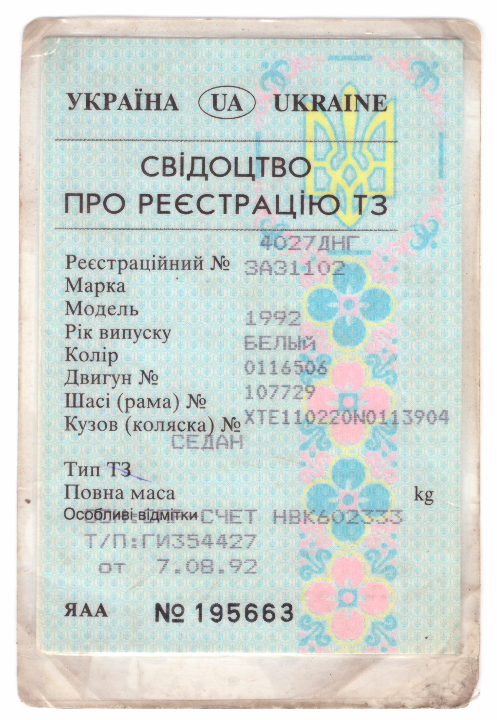 УКРАЇНА UA UKRAINE
СВІДОЦТВО
ПРО РЕЄСТРАЦІЮ ТЗ
4027ДНГ
Реєстраційний № ЗАЗ1102
Марка
Модель
Рік випуску 1992
Колір БЕЛЫЙ
Двигун № 0116506
Шасі (рама) № 107729
Кузов (коляска) № XTE110220N0113904
СЕДАН
Тип ТЗ
Повна маса kg
Особливі відмітки
СЧЕТ НВК602333
Т/П:ГИ354427
от 7.08.92
ЯАА № 195663